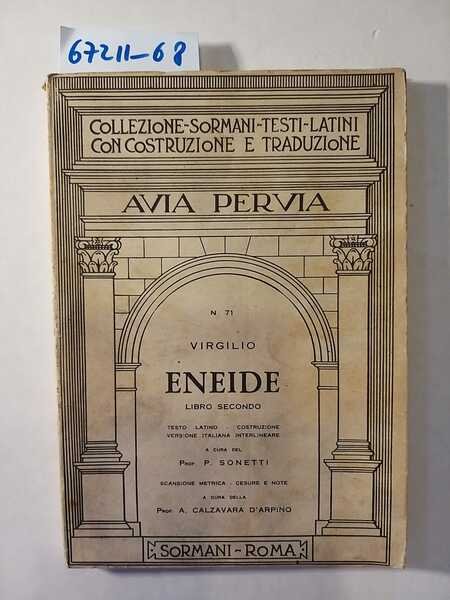 67211-68
COLLEZIONE-SORMANI-TESTI-LATINI
CON COSTRUZIONE E TRADUZIONE
AVIA PERVIA
N 71
VIRGILIO
ENEIDE
LIBRO SECONDO
TESTO LATINO - COSTRUZIONE
VERSIONE ITALIANA INTERLINEARE
A CURA DEL
PROF. P. SONETTI
SCANSIONE METRICA - CESURE E NOTE
A CURA DELLA
PROF. A. CALZAVARA D'ARPINO
SORMANI-ROMA